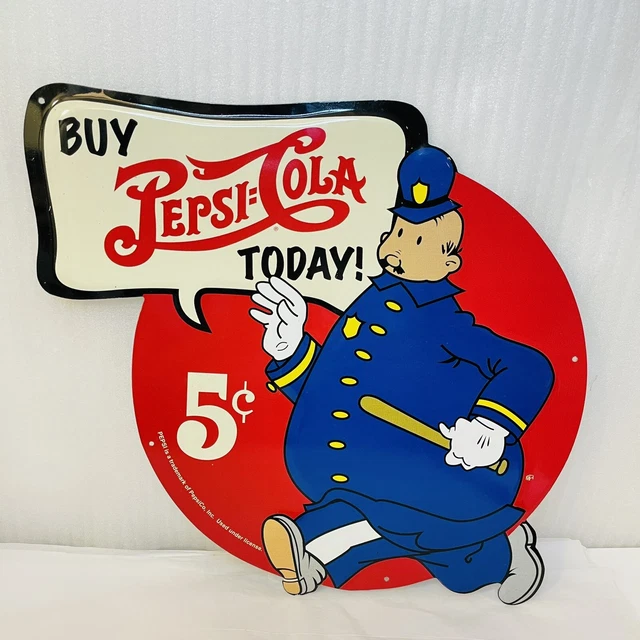 BUY
PEPSI=COLA
TODAY!
5¢
PEPSI is a trademark of PepsiCo, Inc. Used under license.